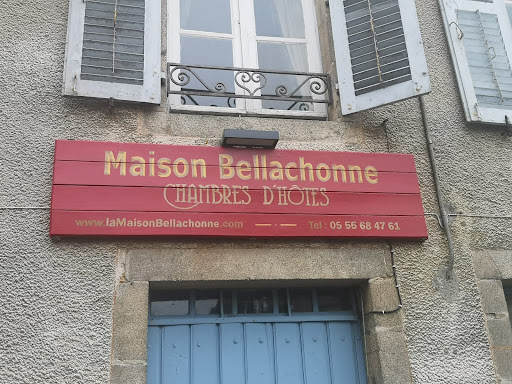 Maison Bellachonne
CHAMBRES D'HÔTES
www.laMaisonBellachonne.com Tel : 05 55 68 47 61